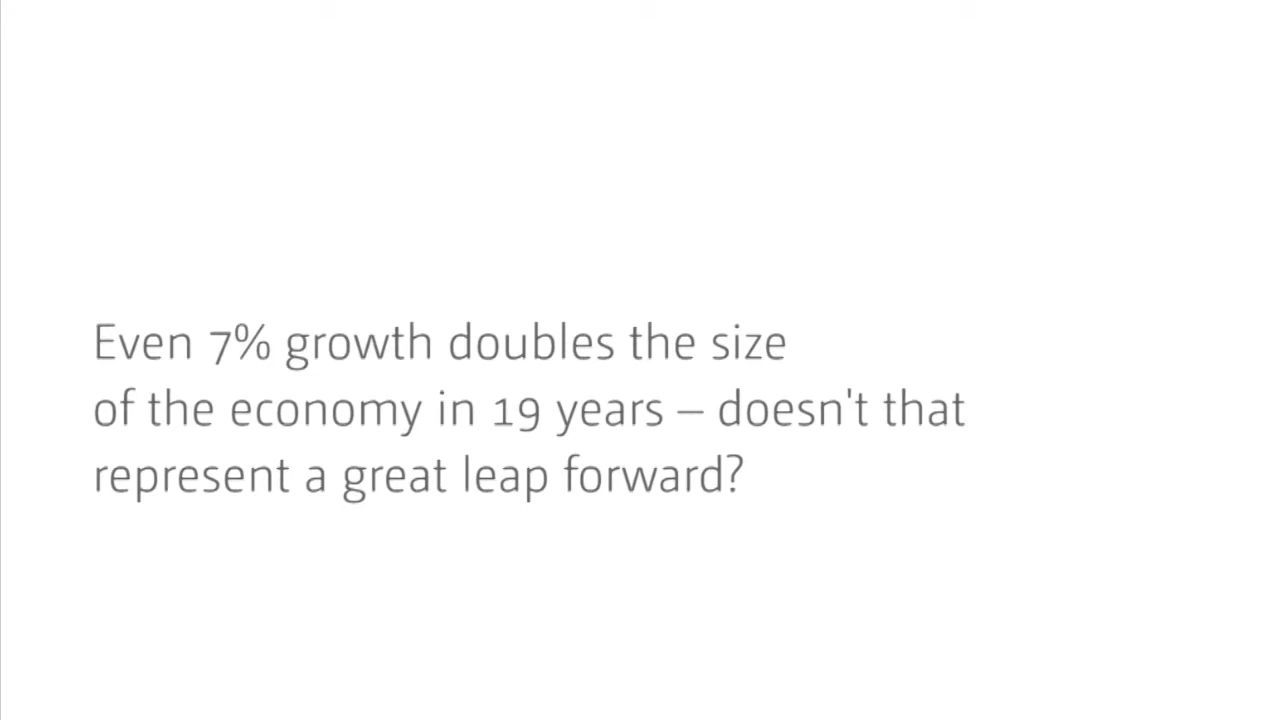 Even 7% growth doubles the size
of the economy in 19 years – doesn't that
represent a great leap forward?